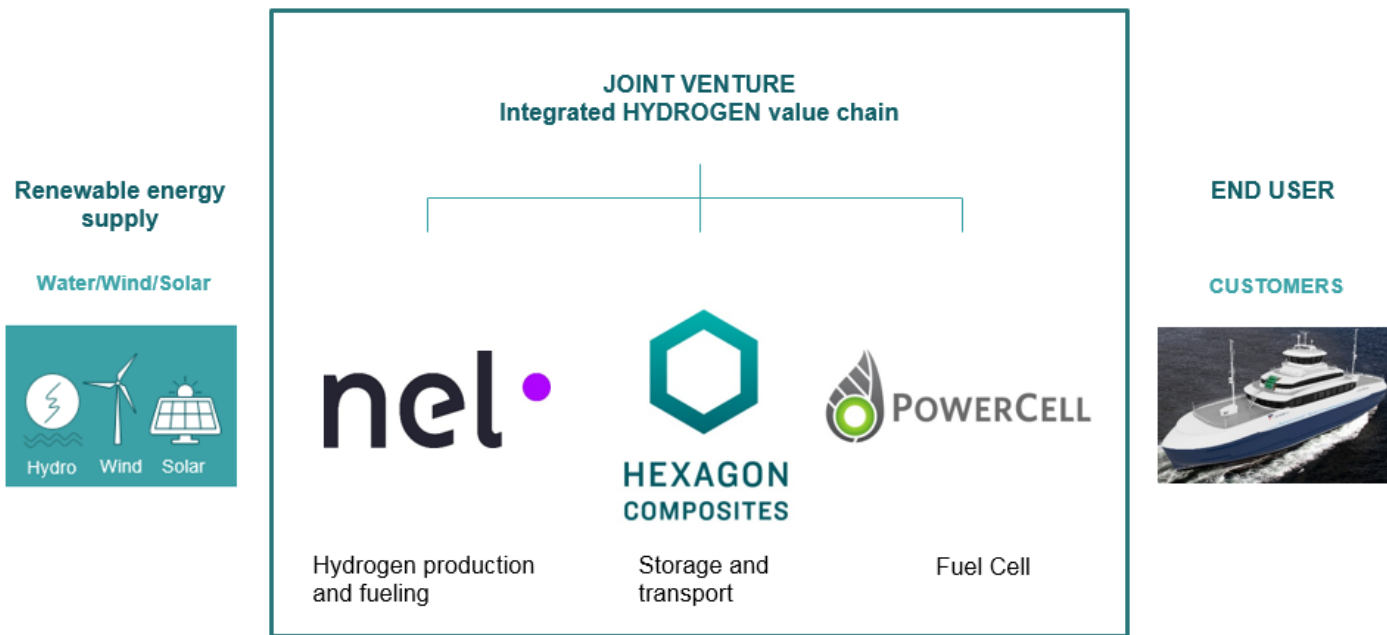 JOINT VENTURE
Integrated HYDROGEN value chain
Renewable energy
supply
Water/Wind/Solar
Hydro Wind Solar
nel
HEXAGON
COMPOSITES
POWERCELL
Hydrogen production
and fueling
Storage and
transport
Fuel Cell
END USER
CUSTOMERS